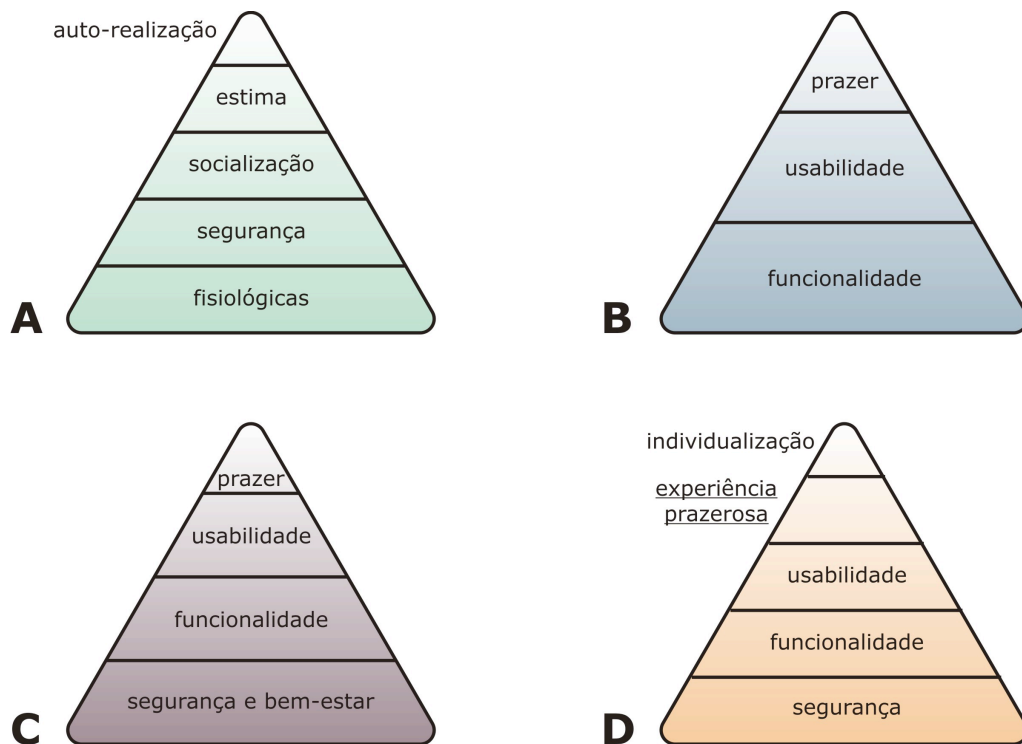 auto-realização
estima
socialização
segurança
fisiológicas
A
prazer
usabilidade
funcionalidade
B
prazer
usabilidade
funcionalidade
segurança e bem-estar
C
individualização
experiência
prazerosa
usabilidade
funcionalidade
segurança
D